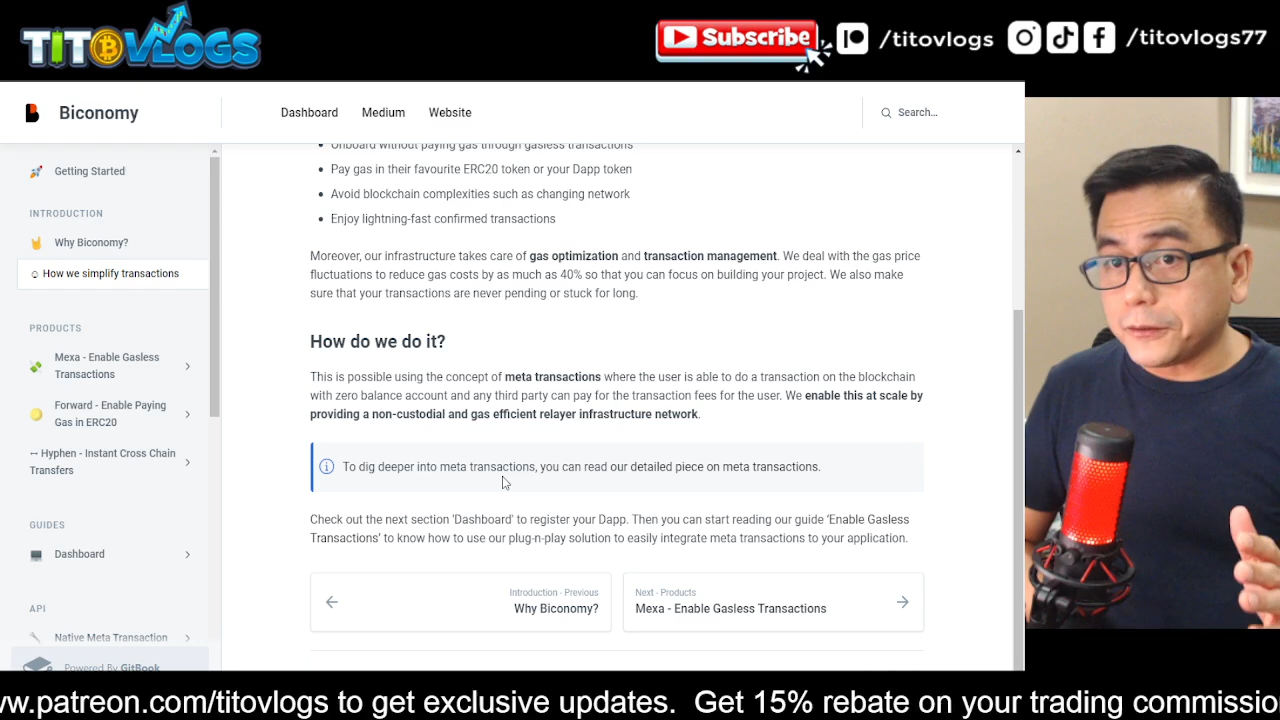 TITOVLOGS
Subscribe
/titovlogs
/titovlogs77
Biconomy
Dashboard
Medium
Website
Search...
Getting Started
INTRODUCTION
Why Biconomy?
How we simplify transactions
PRODUCTS
Mexa - Enable Gasless
Transactions
Forward - Enable Paying
Gas in ERC20
↔ Hyphen - Instant Cross Chain
Transfers
GUIDES
Dashboard
API
Native Meta Transaction
Powered By GitBook
Onboard without paying gas through gasless transactions
Pay gas in their favourite ERC20 token or your Dapp token
Avoid blockchain complexities such as changing network
Enjoy lightning-fast confirmed transactions
Moreover, our infrastructure takes care of gas optimization and transaction management. We deal with the gas price
fluctuations to reduce gas costs by as much as 40% so that you can focus on building your project. We also make
sure that your transactions are never pending or stuck for long.
How do we do it?
This is possible using the concept of meta transactions where the user is able to do a transaction on the blockchain
with zero balance account and any third party can pay for the transaction fees for the user. We enable this at scale by
providing a non-custodial and gas efficient relayer infrastructure network.
To dig deeper into meta transactions, you can read our detailed piece on meta transactions.
Check out the next section 'Dashboard' to register your Dapp. Then you can start reading our guide 'Enable Gasless
Transactions' to know how to use our plug-n-play solution to easily integrate meta transactions to your application.
Introduction - Previous
Why Biconomy?
Next - Products
Mexa - Enable Gasless Transactions
ww.patreon.com/titovlogs to get exclusive updates. Get 15% rebate on your trading commissio